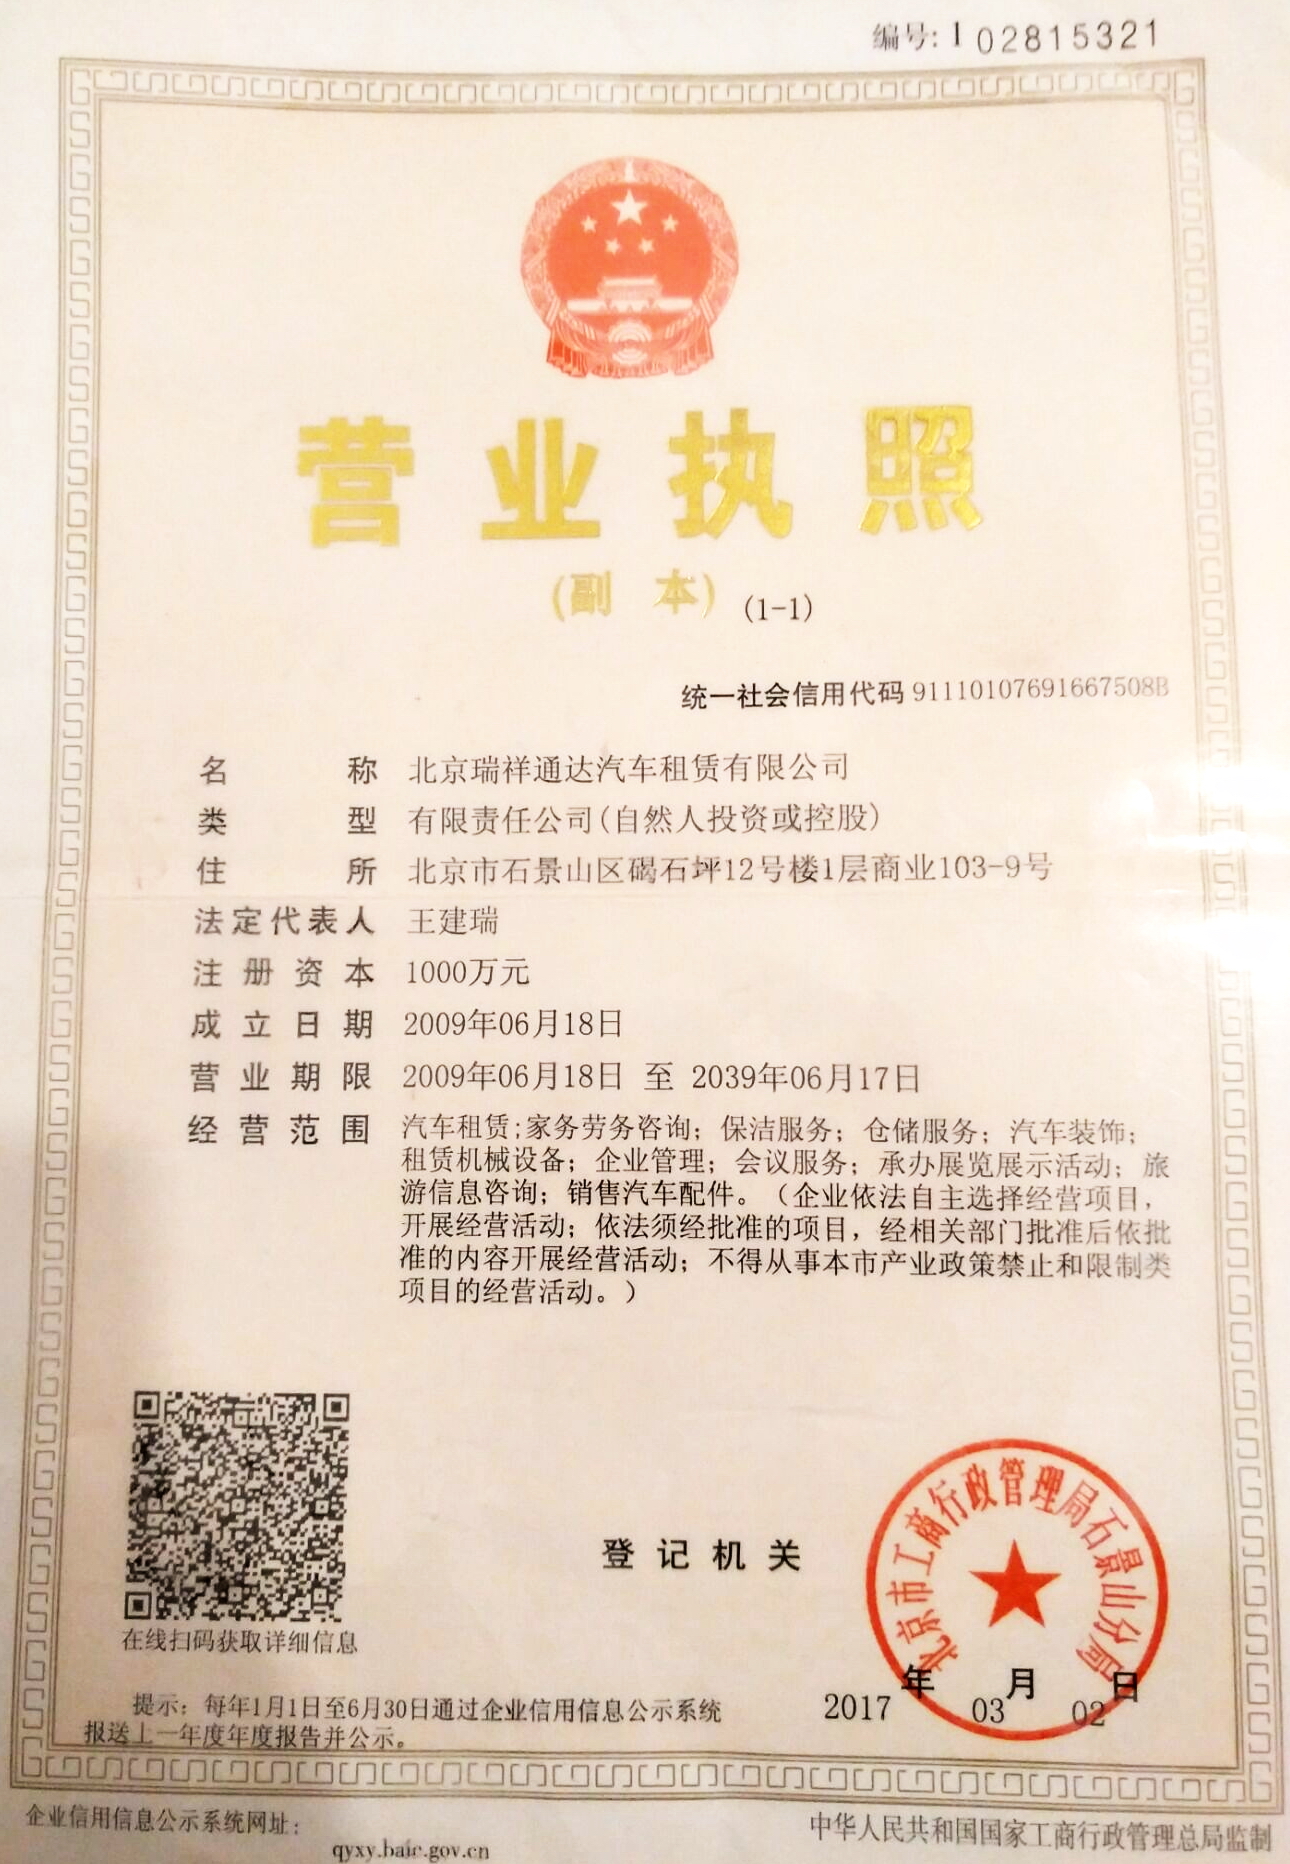 编号: 1 02815321
营业执照
(副 本) (1-1)
统一社会信用代码 91110107691667508B
名 称 北京瑞祥通达汽车租赁有限公司
类 型 有限责任公司(自然人投资或控股)
住 所 北京市石景山区碣石坪12号楼1层商业103-9号
法定代表人 王建瑞
注册资本 1000万元
成立日期 2009年06月18日
营业期限 2009年06月18日 至 2039年06月17日
经营范围 汽车租赁;家务劳务咨询；保洁服务；仓储服务；汽车装饰；
租赁机械设备；企业管理；会议服务；承办展览展示活动；旅
游信息咨询；销售汽车配件。（企业依法自主选择经营项目，
开展经营活动；依法须经批准的项目，经相关部门批准后依批
准的内容开展经营活动；不得从事本市产业政策禁止和限制类
项目的经营活动。）
在线扫码获取详细信息
登记机关
北京市工商行政管理局石景山分局
2017 年 03 月 02 日
提示：每年1月1日至6月30日通过企业信用信息公示系统
报送上一年度年度报告并公示。
企业信用信息公示系统网址：
qyxy.baic.gov.cn
中华人民共和国国家工商行政管理总局监制